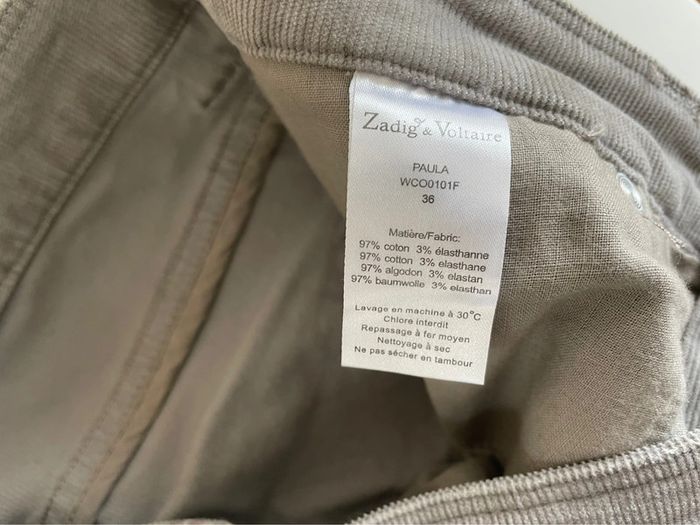 Zadig & Voltaire
PAULA
WCO0101F
36
Matière/Fabric:
97% coton 3% élasthanne
97% cotton 3% elasthane
97% algodon 3% elastan
97% baumwolle 3% elasthan
Lavage en machine à 30°C
Chlore interdit
Repassage à fer moyen
Nettoyage à sec
Ne pas sécher en tambour